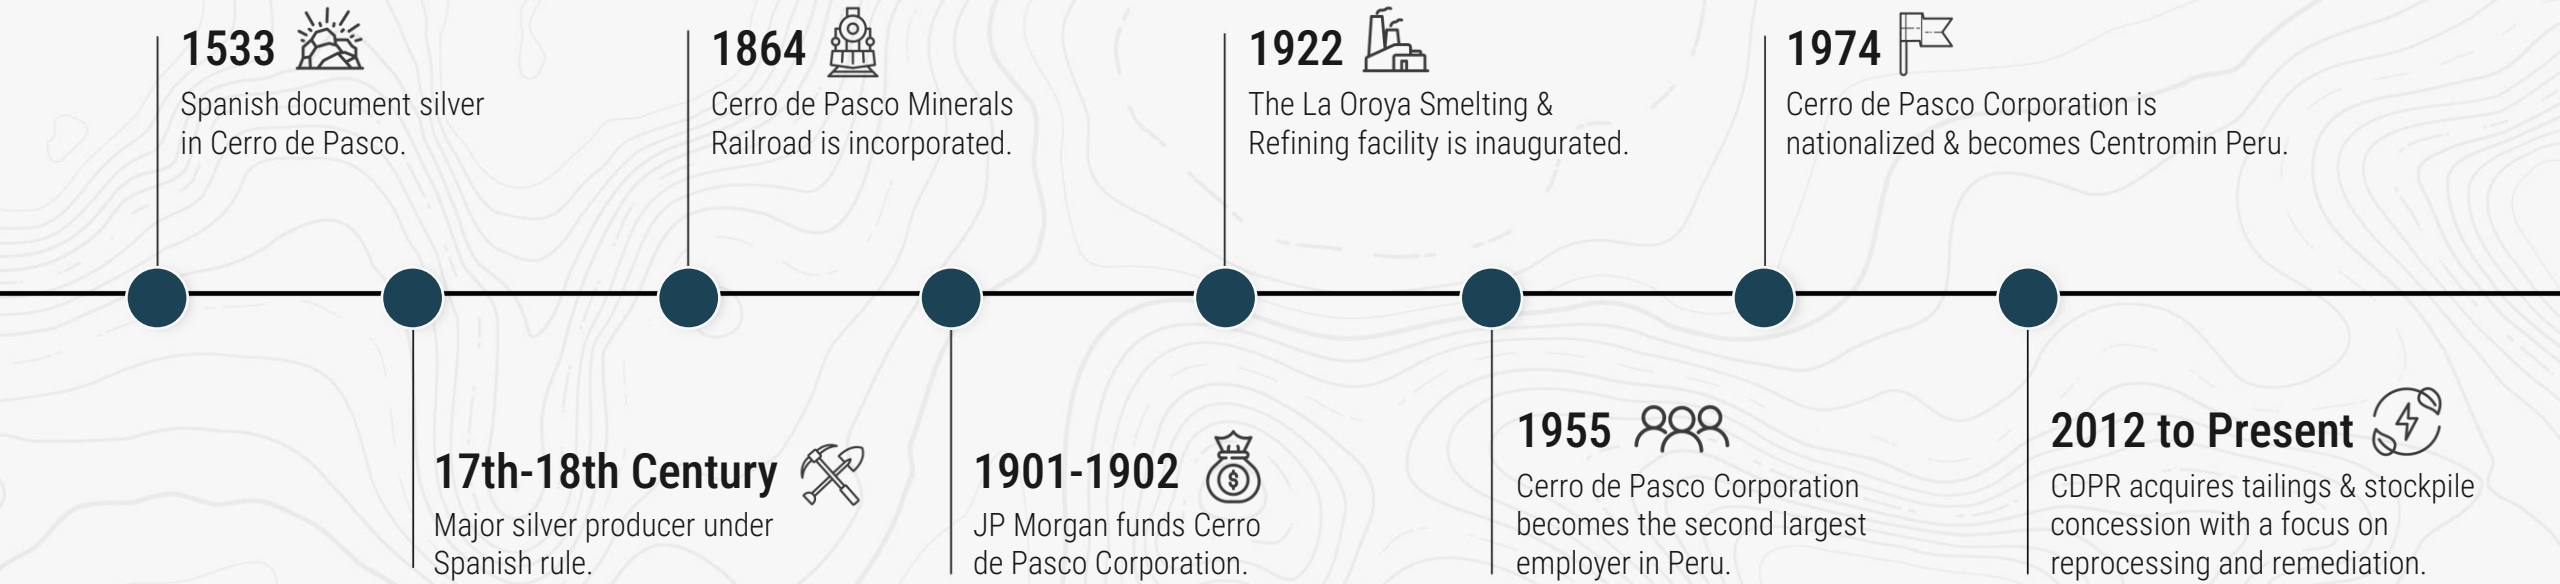 1533
Spanish document silver
in Cerro de Pasco.
17th-18th Century
Major silver producer under
Spanish rule.
1864
Cerro de Pasco Minerals
Railroad is incorporated.
1901-1902
$
JP Morgan funds Cerro
de Pasco Corporation.
1922
The La Oroya Smelting &
Refining facility is inaugurated.
1955
Cerro de Pasco Corporation
becomes the second largest
employer in Peru.
1974
Cerro de Pasco Corporation is
nationalized & becomes Centromin Peru.
2012 to Present
CDPR acquires tailings & stockpile
concession with a focus on
reprocessing and remediation.